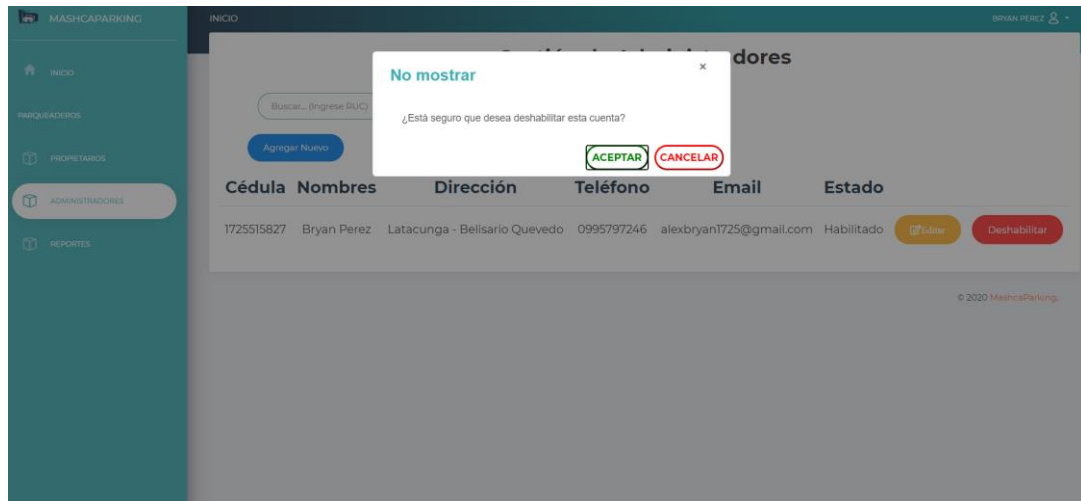 MASHCAPARKING
INICIO
BRYAN PEREZ
INICIO
PARQUEADEROS
PROPIETARIOS
ADMINISTRADORES
REPORTES
dores
No mostrar
×
¿Está seguro que desea deshabilitar esta cuenta?
ACEPTAR CANCELAR
Buscar... (Ingrese RUC)
Agregar Nuevo
Cédula Nombres Dirección Teléfono Email Estado
1725515827 Bryan Perez Latacunga - Belisario Quevedo 0995797246 alexbryan1725@gmail.com Habilitado Editar Deshabilitar
© 2020 MashcaParking.